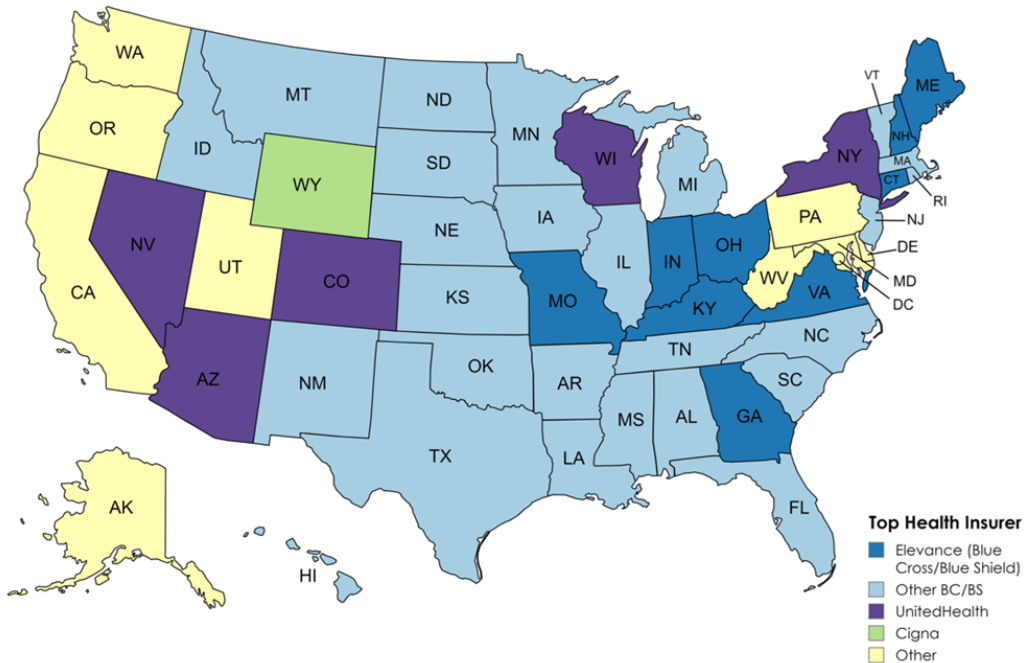 WA
MT
ND
MN
VT
ME
OR
ID
SD
WI
MI
NY
NH
MA
CT
RI
WY
NE
IA
PA
NJ
NV
UT
CO
IL
IN
OH
DE
MD
DC
CA
KS
MO
WV
VA
KY
AZ
NM
OK
AR
TN
NC
SC
MS
AL
GA
TX
LA
FL
AK
HI
Top Health Insurer
Elevance (Blue
Cross/Blue Shield)
Other BC/BS
UnitedHealth
Cigna
Other